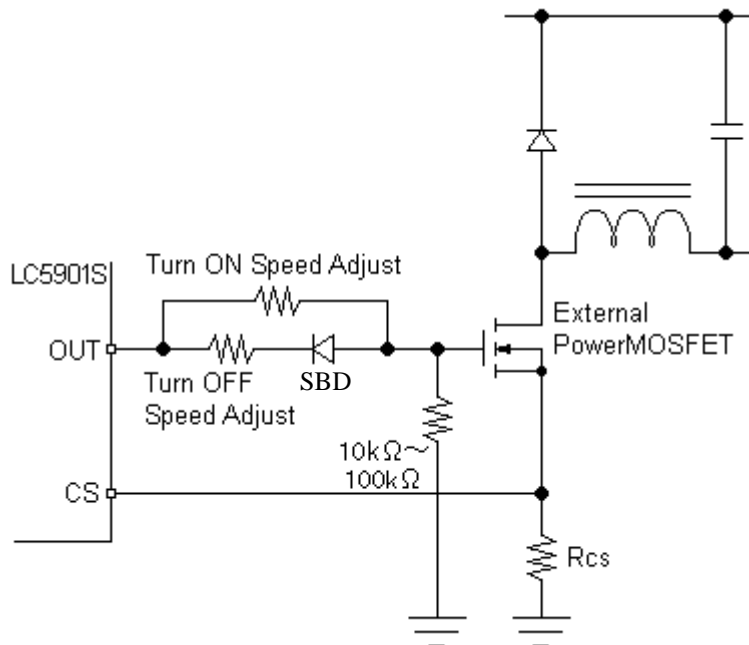 LC5901S
Turn ON Speed Adjust
OUT
Turn OFF
Speed Adjust
SBD
External
PowerMOSFET
10kΩ～
100kΩ
CS
Rcs